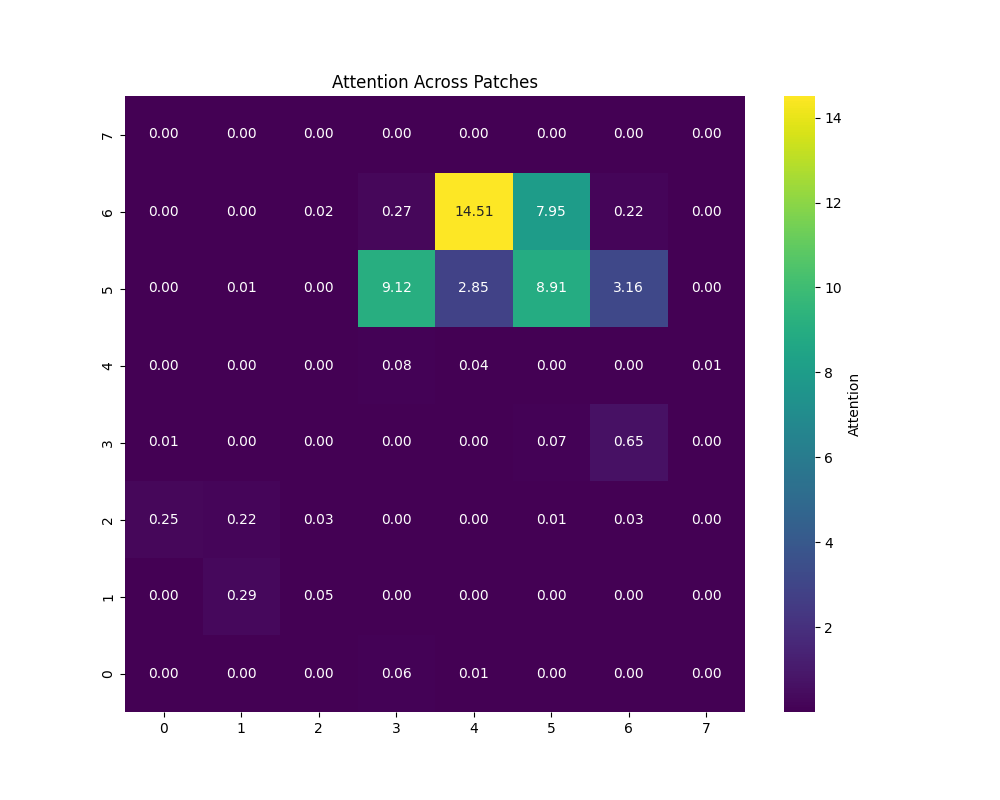 Attention Across Patches
7 0.00 0.00 0.00 0.00 0.00 0.00 0.00 0.00
6 0.00 0.00 0.02 0.27 14.51 7.95 0.22 0.00
5 0.00 0.01 0.00 9.12 2.85 8.91 3.16 0.00
4 0.00 0.00 0.00 0.08 0.04 0.00 0.00 0.01
3 0.01 0.00 0.00 0.00 0.00 0.07 0.65 0.00
2 0.25 0.22 0.03 0.00 0.00 0.01 0.03 0.00
1 0.00 0.29 0.05 0.00 0.00 0.00 0.00 0.00
0 0.00 0.00 0.00 0.06 0.01 0.00 0.00 0.00
0 1 2 3 4 5 6 7
14
12
10
8
6
4
2
Attention